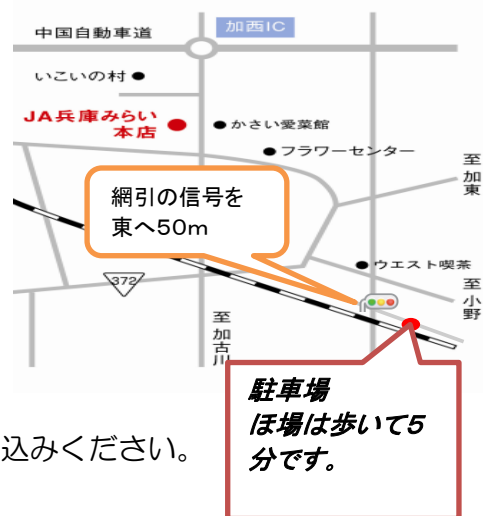 中国自動車道
加西IC
いこいの村
JA兵庫みらい
本店
かさい愛菜館
フラワーセンター
至
加
東
網引の信号を
東へ50m
ウエスト喫茶
372
至
小
野
至
加
古
川
駐車場
ほ場は歩いて5
分です。
込みください。